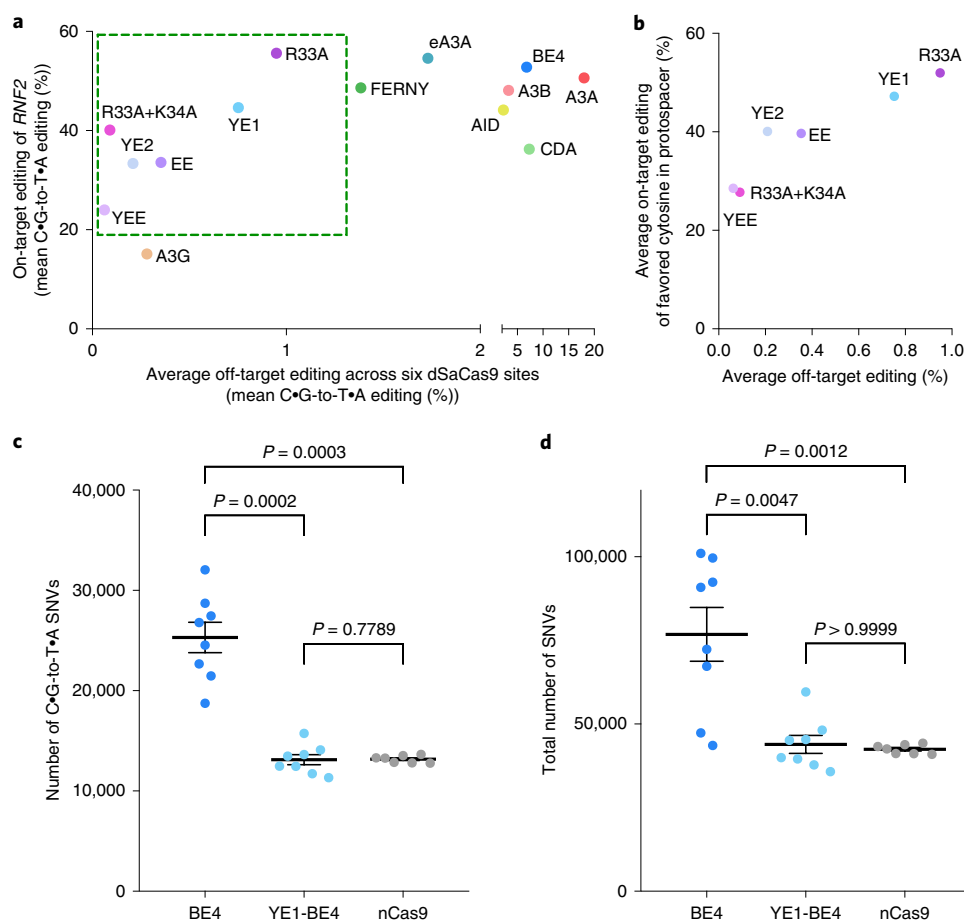 a
On-target editing of RNF2
(mean C•G-to-T•A editing (%))
60
40
20
0
0
1
2
5
10
15
20
Average off-target editing across six dSaCas9 sites
(mean C•G-to-T•A editing (%))
R33A
eA3A
BE4
FERNY
A3B
A3A
R33A+K34A
YE1
AID
YE2
EE
CDA
YEE
A3G
b
Average on-target editing
of favored cytosine in protospacer (%)
60
40
20
0
0.0
0.2
0.4
0.6
0.8
1.0
Average off-target editing (%)
R33A
YE1
YE2
EE
R33A+K34A
YEE
c
Number of C•G-to-T•A SNVs
40,000
30,000
20,000
10,000
0
P = 0.0003
P = 0.0002
P = 0.7789
BE4
YE1-BE4
nCas9
d
Total number of SNVs
100,000
50,000
0
P = 0.0012
P = 0.0047
P > 0.9999
BE4
YE1-BE4
nCas9